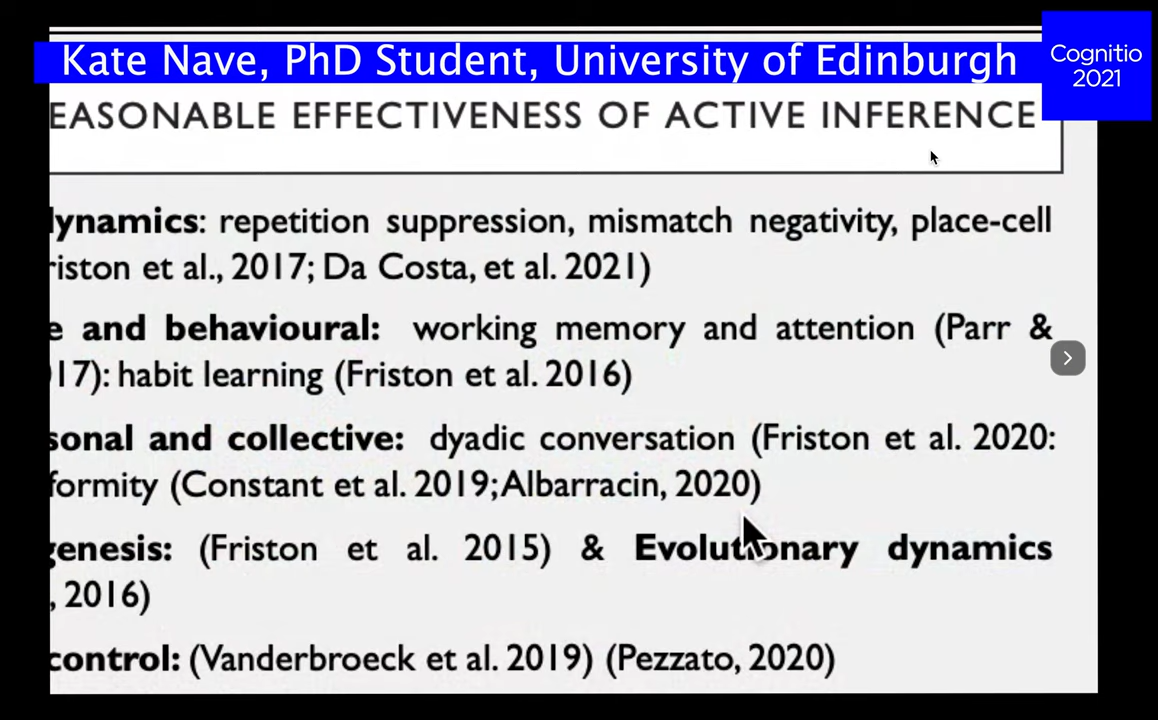 Kate Nave, PhD Student, University of Edinburgh
Cognitio
2021
EASONABLE EFFECTIVENESS OF ACTIVE INFERENCE
dynamics: repetition suppression, mismatch negativity, place-cell
riston et al., 2017; Da Costa, et al. 2021)
e and behavioural: working memory and attention (Parr &
17): habit learning (Friston et al. 2016)
sonal and collective: dyadic conversation (Friston et al. 2020:
formity (Constant et al. 2019;Albarracin, 2020)
genesis: (Friston et al. 2015) & Evolutionary dynamics
, 2016)
control: (Vanderbroeck et al. 2019) (Pezzato, 2020)